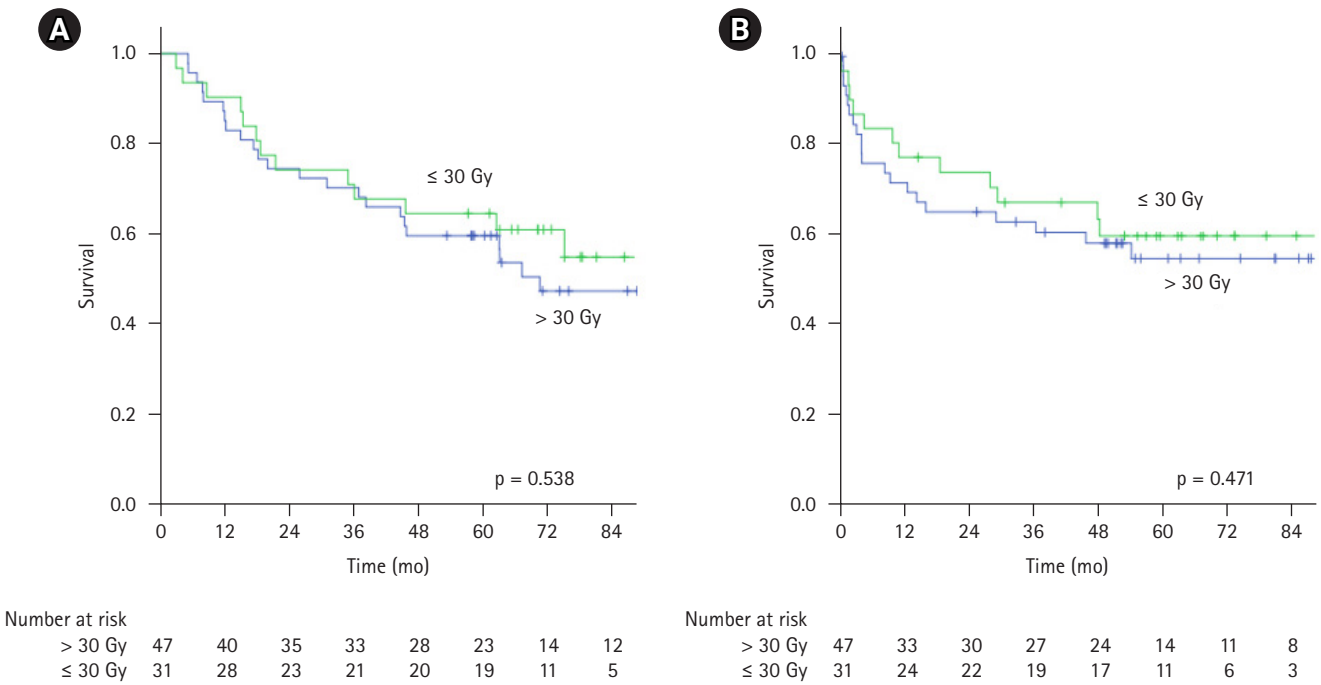 A
1.0
0.8
0.6
0.4
0.2
0.0
Survival
≤ 30 Gy
> 30 Gy
p = 0.538
0 12 24 36 48 60 72 84
Time (mo)
Number at risk
> 30 Gy 47 40 35 33 28 23 14 12
≤ 30 Gy 31 28 23 21 20 19 11 5
B
1.0
0.8
0.6
0.4
0.2
0.0
Survival
≤ 30 Gy
> 30 Gy
p = 0.471
0 12 24 36 48 60 72 84
Time (mo)
Number at risk
> 30 Gy 47 33 30 27 24 14 11 8
≤ 30 Gy 31 24 22 19 17 11 6 3